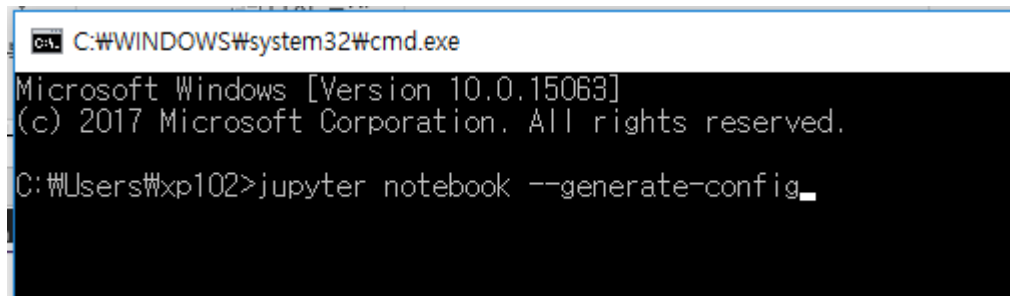 C:₩WINDOWS₩system32₩cmd.exe
Microsoft Windows [Version 10.0.15063]
(c) 2017 Microsoft Corporation. All rights reserved.
C:₩Users₩xp102>jupyter notebook --generate-config